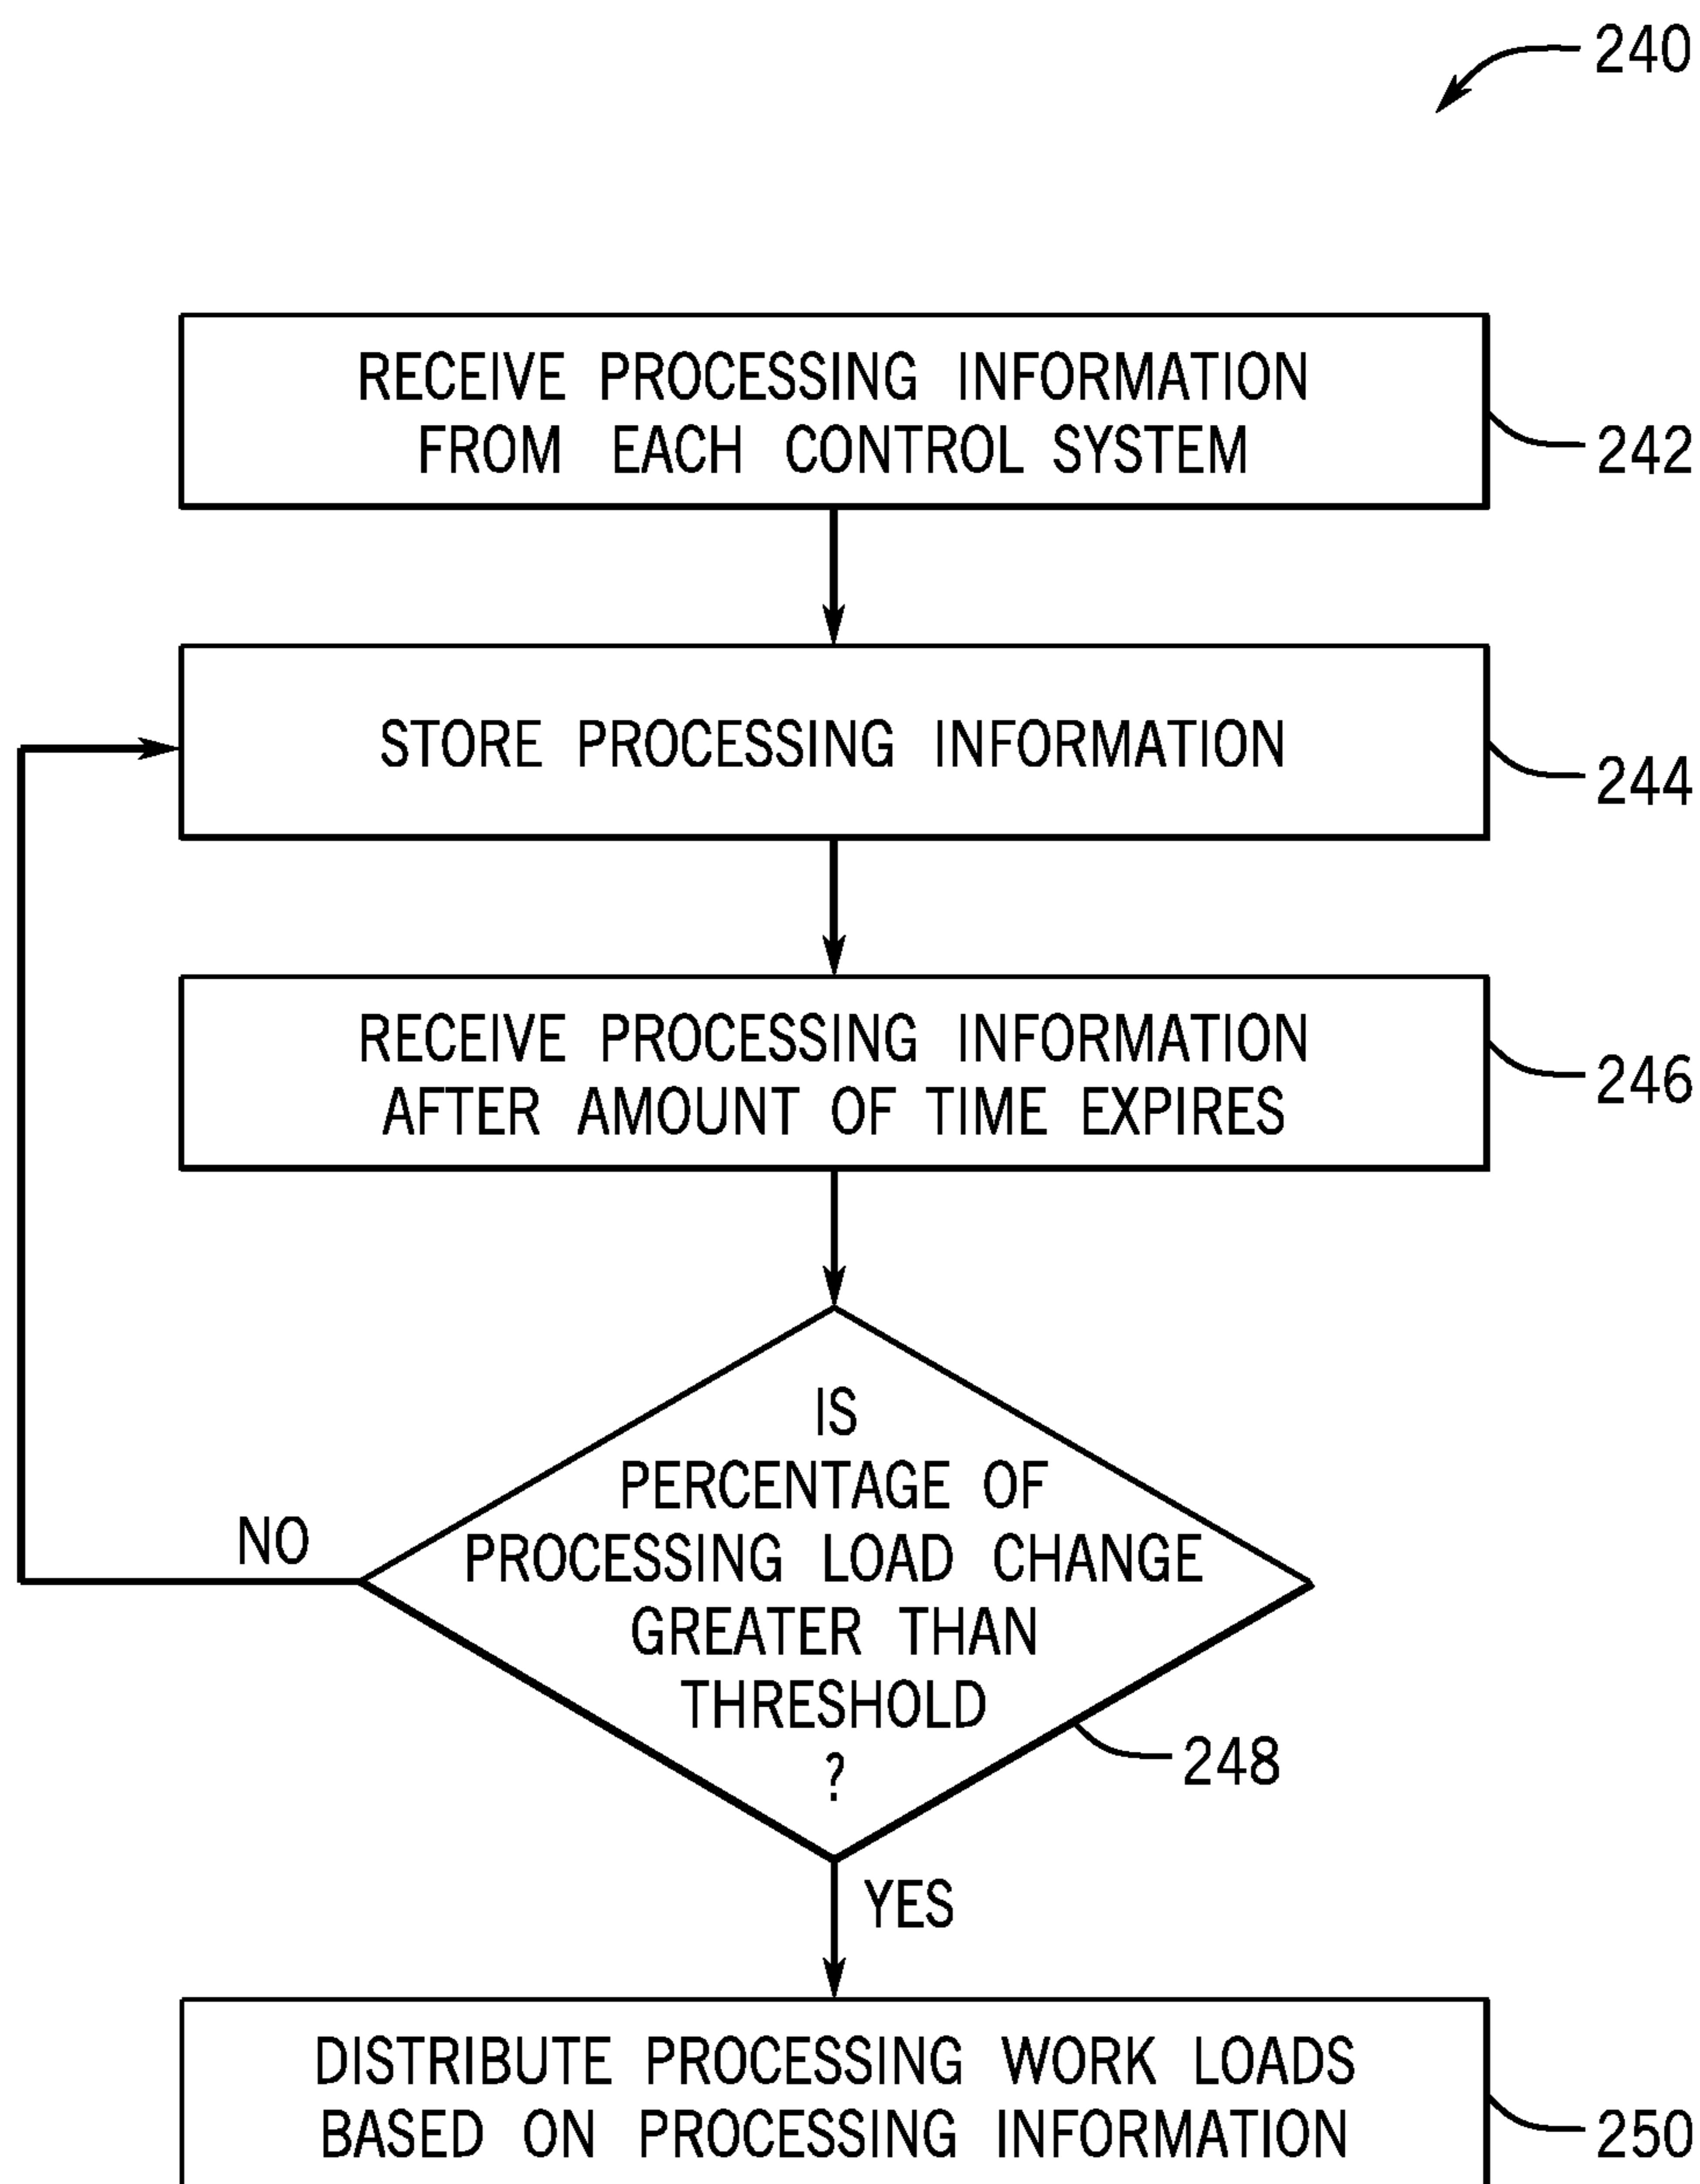 240
RECEIVE PROCESSING INFORMATION
FROM EACH CONTROL SYSTEM
242
STORE PROCESSING INFORMATION
244
RECEIVE PROCESSING INFORMATION
AFTER AMOUNT OF TIME EXPIRES
246
IS
PERCENTAGE OF
PROCESSING LOAD CHANGE
GREATER THAN
THRESHOLD
?
NO
248
YES
DISTRIBUTE PROCESSING WORK LOADS
BASED ON PROCESSING INFORMATION
250